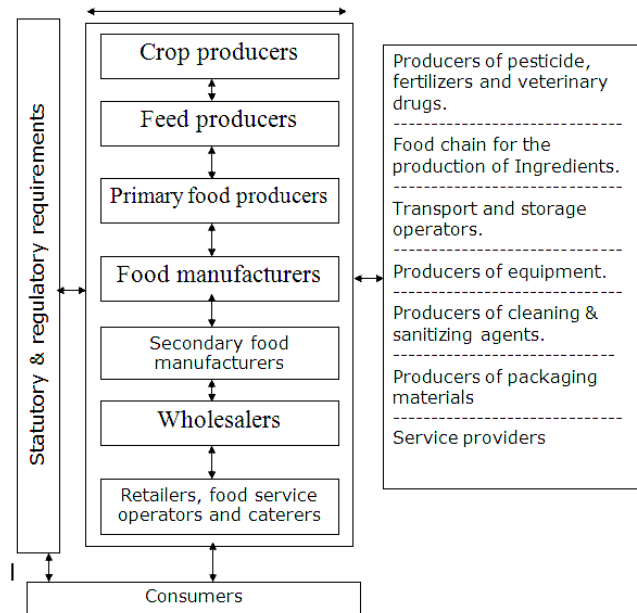 Statutory & regulatory requirements
Crop producers
Feed producers
Primary food producers
Food manufacturers
Secondary food
manufacturers
Wholesalers
Retailers, food service
operators and caterers
Producers of pesticide,
fertilizers and veterinary
drugs.
Food chain for the
production of Ingredients.
Transport and storage
operators.
Producers of equipment.
Producers of cleaning &
sanitizing agents.
Producers of packaging
materials
Service providers
Consumers